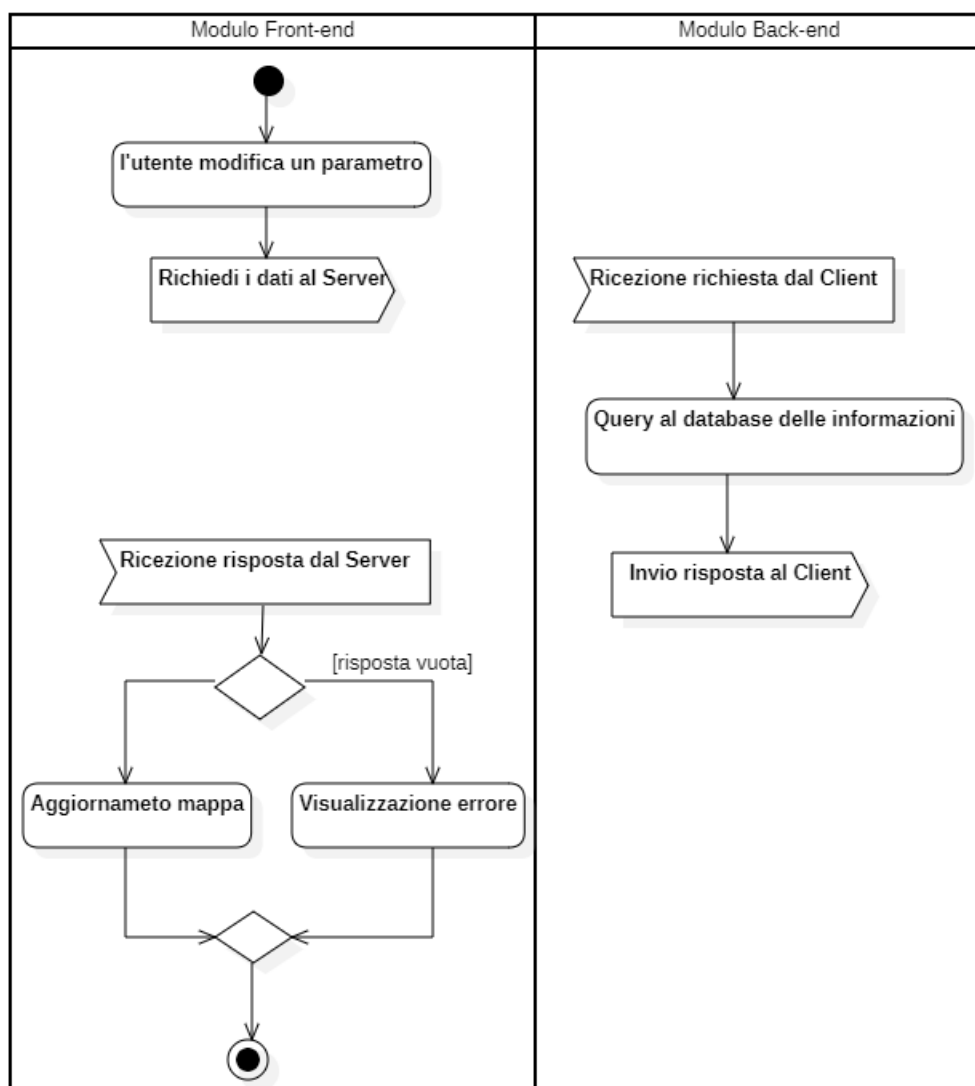 Modulo Front-end
Modulo Back-end
l'utente modifica un parametro
Richiedi i dati al Server
Ricezione richiesta dal Client
Query al database delle informazioni
Ricezione risposta dal Server
Invio risposta al Client
[risposta vuota]
Aggiornameto mappa
Visualizzazione errore